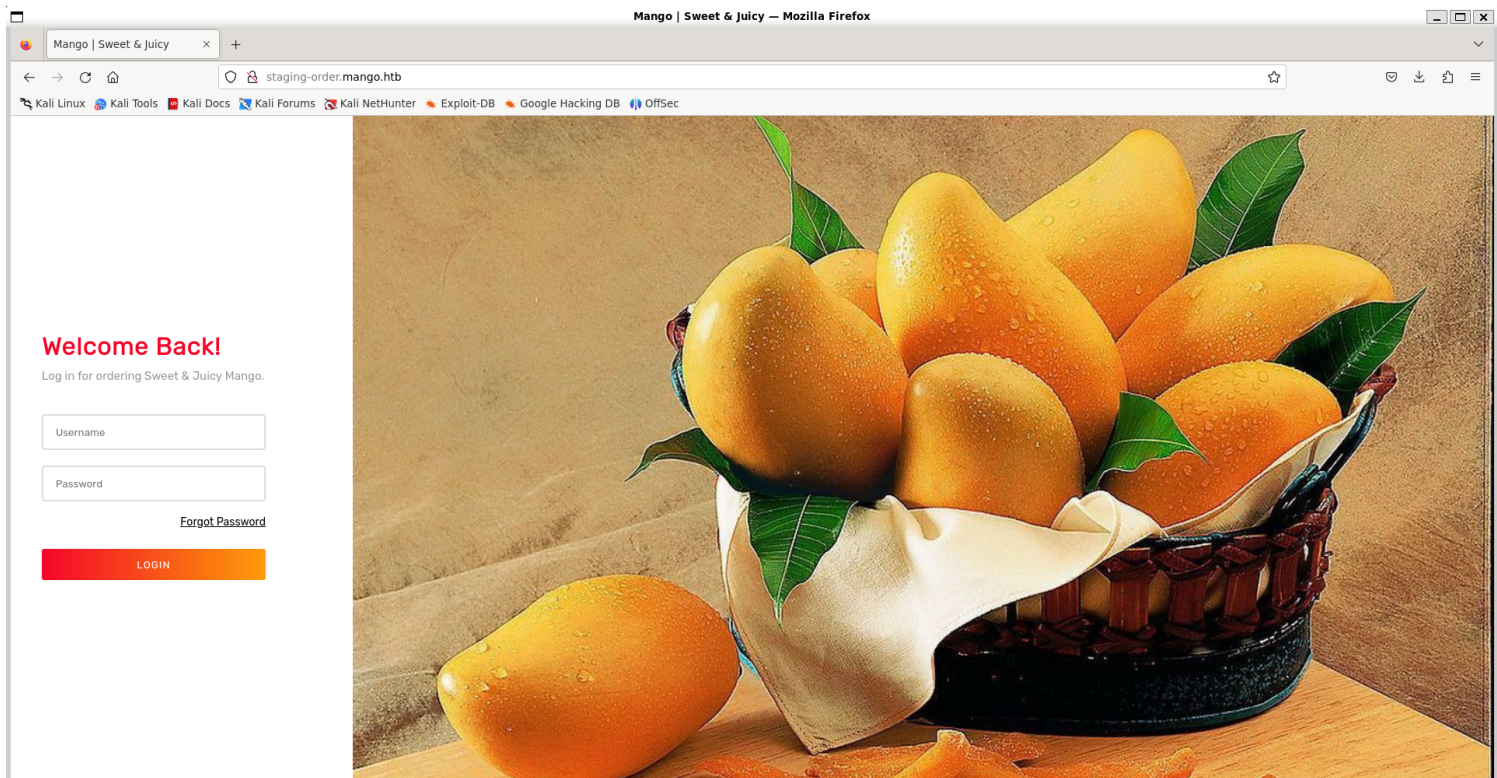 Mango | Sweet & Juicy — Mozilla Firefox
Mango | Sweet & Juicy
staging-order.mango.htb
Kali Linux Kali Tools Kali Docs Kali Forums Kali NetHunter Exploit-DB Google Hacking DB OffSec
Welcome Back!
Log in for ordering Sweet & Juicy Mango.
Username
Password
Forgot Password
LOGIN